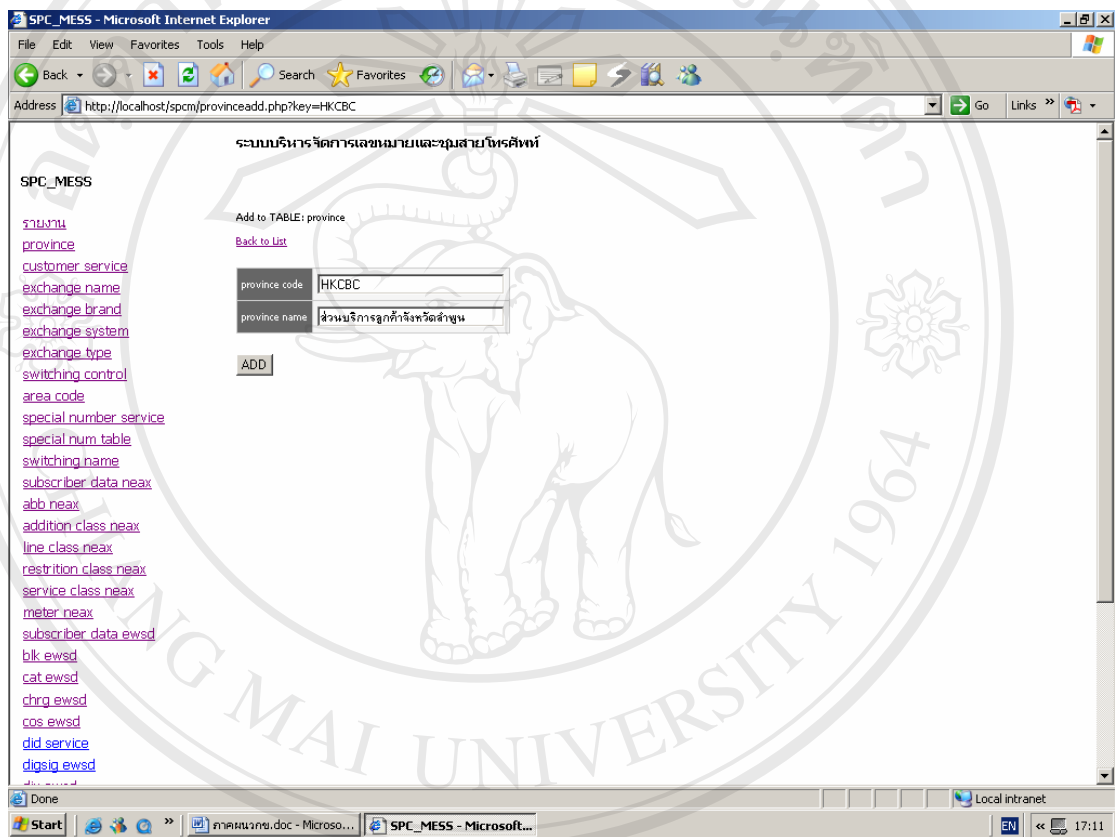 SPC_MESS - Microsoft Internet Explorer
File Edit View Favorites Tools Help
Back Search Favorites
Address http://localhost/spcm/provinceadd.php?key=HKCBC Go Links »
ระบบบริหารจัดการเลขหมายและชุมสายโทรศัพท์
SPC_MESS
รายงาน
province
customer service
exchange name
exchange brand
exchange system
exchange type
switching control
area code
special number service
special num table
switching name
subscriber data neax
abb neax
addition class neax
line class neax
restrition class neax
service class neax
meter neax
subscriber data ewsd
blk ewsd
cat ewsd
chrg ewsd
cos ewsd
did service
digsig ewsd
Add to TABLE: province
Back to List
province code HKCBC
province name ส่วนบริการลูกค้าจังหวัดลำพูน
ADD
CHIANG MAI UNIVERSITY 1964
Done Local intranet
Start » ภาคผนวกข.doc - Microso... SPC_MESS - Microsoft... EN « 17:11